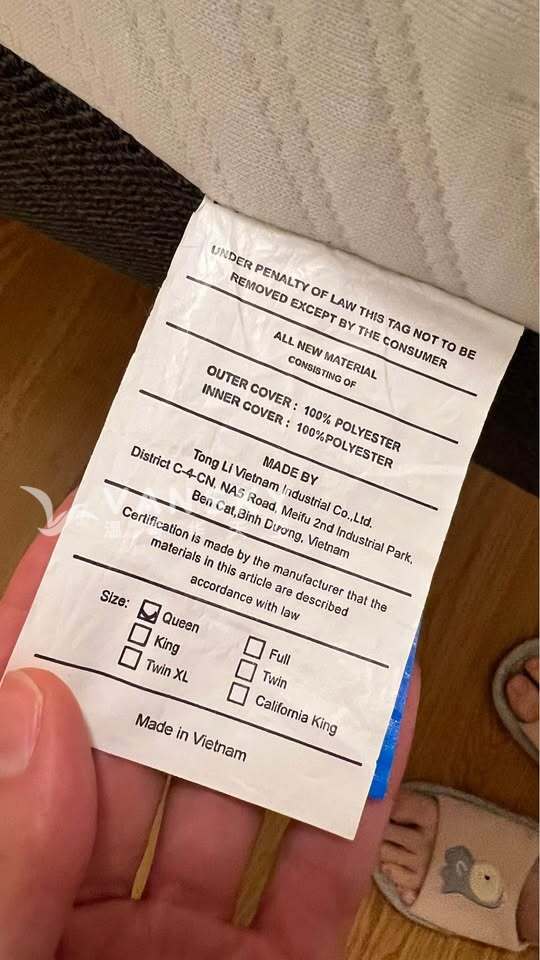 UNDER PENALTY OF LAW THIS TAG NOT TO BE
REMOVED EXCEPT BY THE CONSUMER
ALL NEW MATERIAL
CONSISTING OF
OUTER COVER : 100% POLYESTER
INNER COVER : 100%POLYESTER
MADE BY
Tong Li Vietnam Industrial Co.,Ltd.
District C-4-CN, NA5 Road, Meifu 2nd Industrial Park,
Ben Cat,Binh Dương, Vietnam
Certification is made by the manufacturer that the
materials in this article are described
accordance with law
Size: Queen
King
Twin XL
Full
Twin
California King
Made in Vietnam